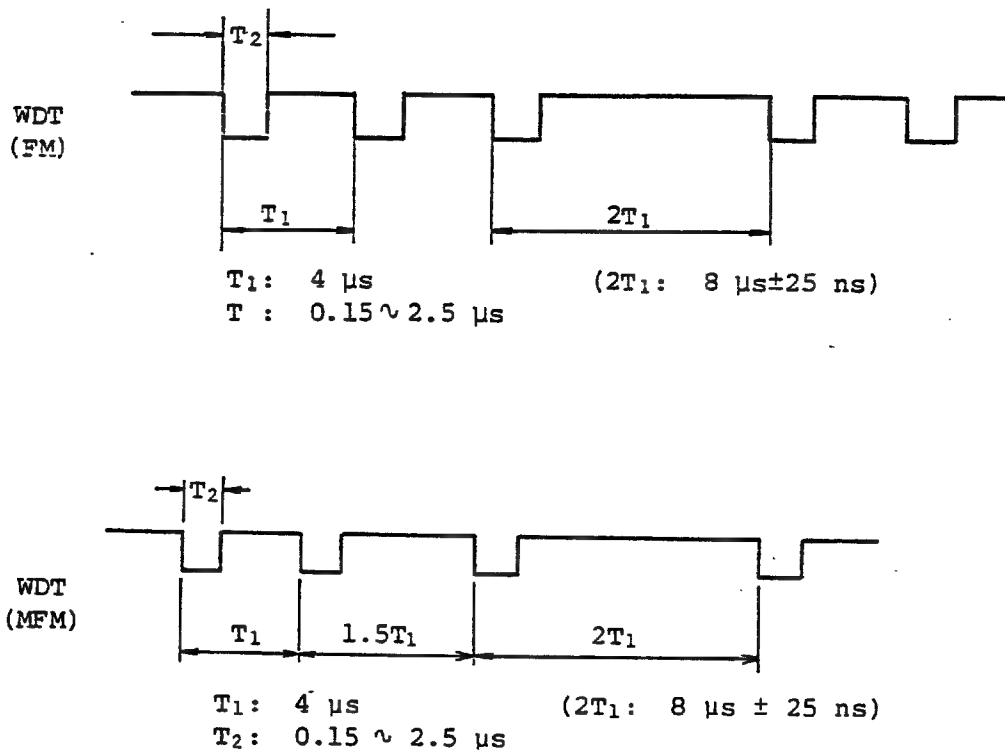 T2
WDT
(FM)
T1
2T1
T1: 4 µs
(2T1: 8 µs±25 ns)
T : 0.15 ~ 2.5 µs
T2
WDT
(MFM)
T1
1.5T1
2T1
T1: 4 µs
(2T1: 8 µs ± 25 ns)
T2: 0.15 ~ 2.5 µs